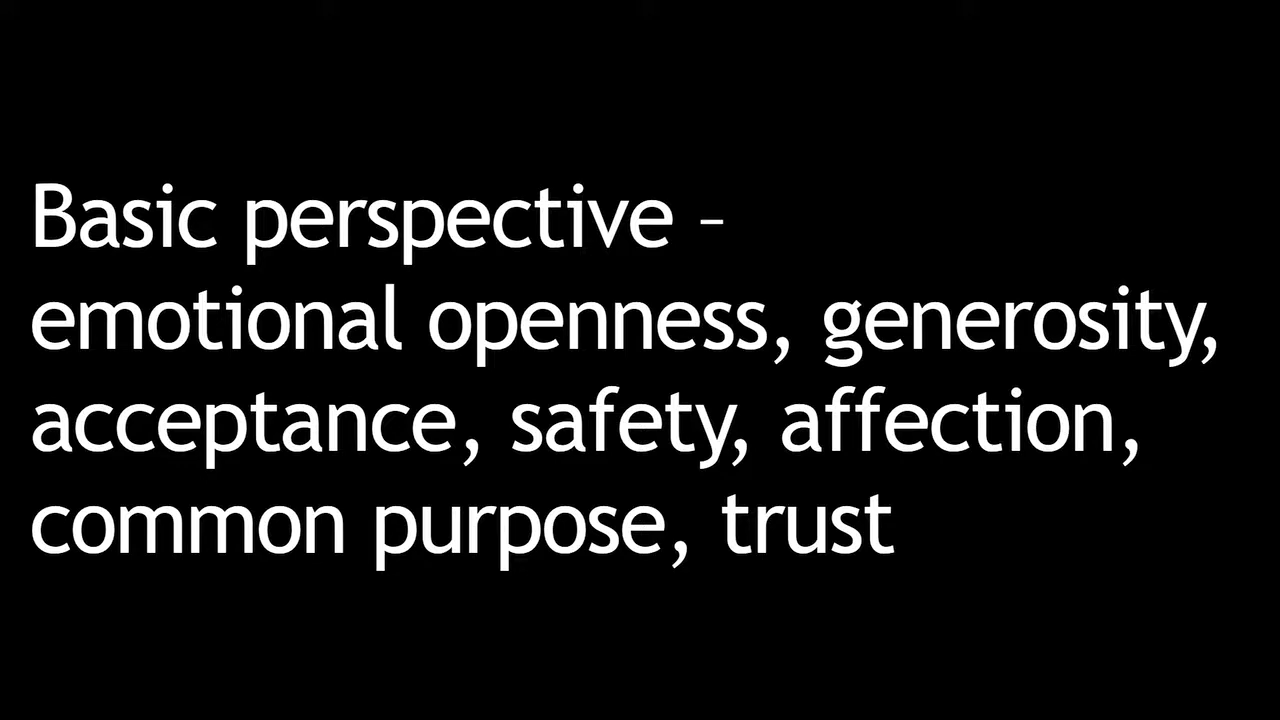 Basic perspective –
emotional openness, generosity,
acceptance, safety, affection,
common purpose, trust